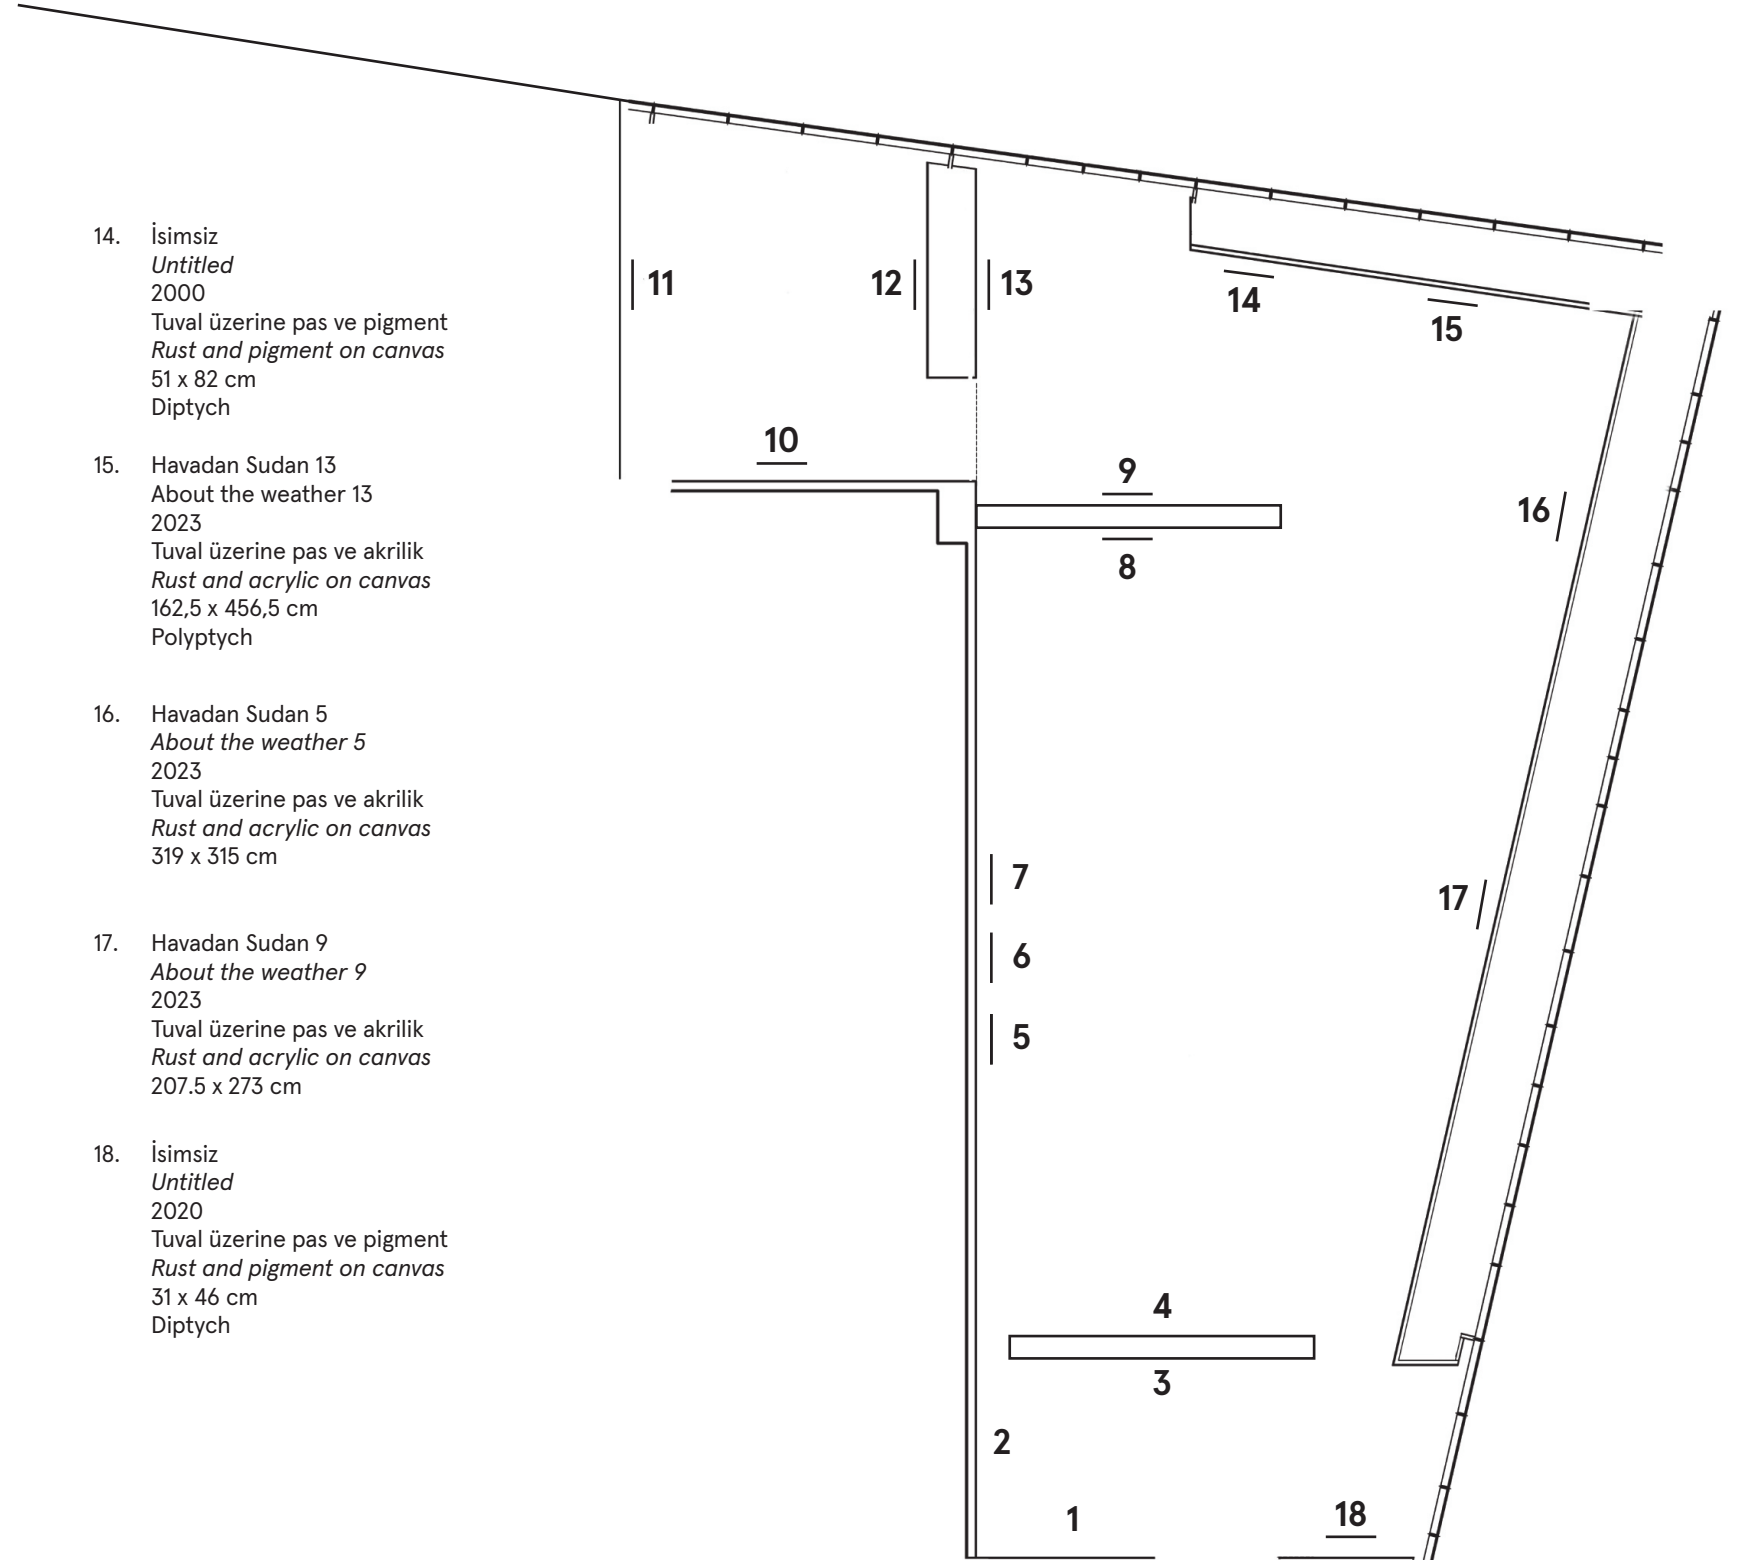 14. İsimsiz
Untitled
2000
Tuval üzerine pas ve pigment
Rust and pigment on canvas
51 x 82 cm
Diptych
15. Havadan Sudan 13
About the weather 13
2023
Tuval üzerine pas ve akrilik
Rust and acrylic on canvas
162,5 x 456,5 cm
Polyptych
16. Havadan Sudan 5
About the weather 5
2023
Tuval üzerine pas ve akrilik
Rust and acrylic on canvas
319 x 315 cm
17. Havadan Sudan 9
About the weather 9
2023
Tuval üzerine pas ve akrilik
Rust and acrylic on canvas
207.5 x 273 cm
18. İsimsiz
Untitled
2020
Tuval üzerine pas ve pigment
Rust and pigment on canvas
31 x 46 cm
Diptych
11
12
13
14
15
10
9
16
8
7
17
6
5
4
3
2
1
18